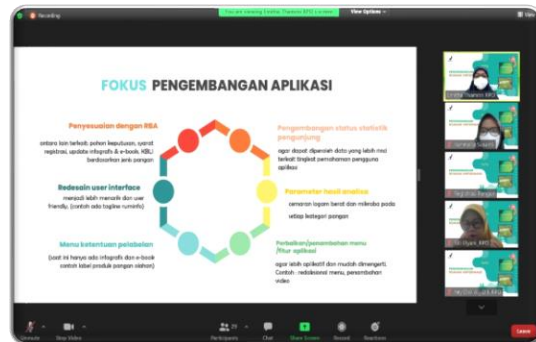 Recording
You are viewing
View Options
View
FOKUS PENGEMBANGAN APLIKASI
Penyesuaian dengan RBA
antara lain terkait: pohon keputusan, syarat
registrasi, update infografis & e-book, KBLI
berdasarkan jenis pangan
Redesain user interface
menjadi lebih menarik dan user
friendly. (contoh ada tagline ruminfo)
Menu ketentuan pelabelan
(saat ini hanya ada infografis dan e-book
contoh label produk pangan olahan)
Pengembangan status statistik
pengunjung
agar dapat diperoleh data yang lebih rinci
terkait tingkat pemahaman pengguna
aplikasi
Parameter hasil analisa
cemaran logam berat dan mikroba pada
setiap kategori pangan
Perbaikan/penambahan menu
/fitur aplikasi
agar lebih aplikatif dan mudah dimengerti.
Contoh : redaksional menu, penambahan
video
Unmute
Stop Video
Participants
Chat
Share Screen
Record
Reactions
Leave